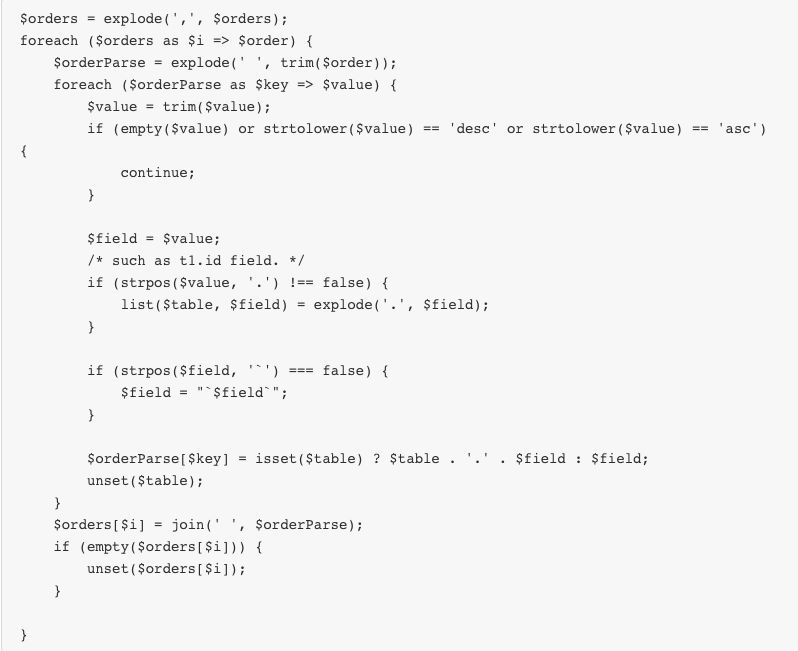 $orders = explode(',', $orders);
foreach ($orders as $i => $order) {
    $orderParse = explode(' ', trim($order));
    foreach ($orderParse as $key => $value) {
        $value = trim($value);
        if (empty($value) or strtolower($value) == 'desc' or strtolower($value) == 'asc')
{
            continue;
        }

        $field = $value;
        /* such as t1.id field. */
        if (strpos($value, '.') !== false) {
            list($table, $field) = explode('.', $field);
        }

        if (strpos($field, '`') === false) {
            $field = "`$field`";
        }

        $orderParse[$key] = isset($table) ? $table . '.' . $field : $field;
        unset($table);
    }
    $orders[$i] = join(' ', $orderParse);
    if (empty($orders[$i])) {
        unset($orders[$i]);
    }

}